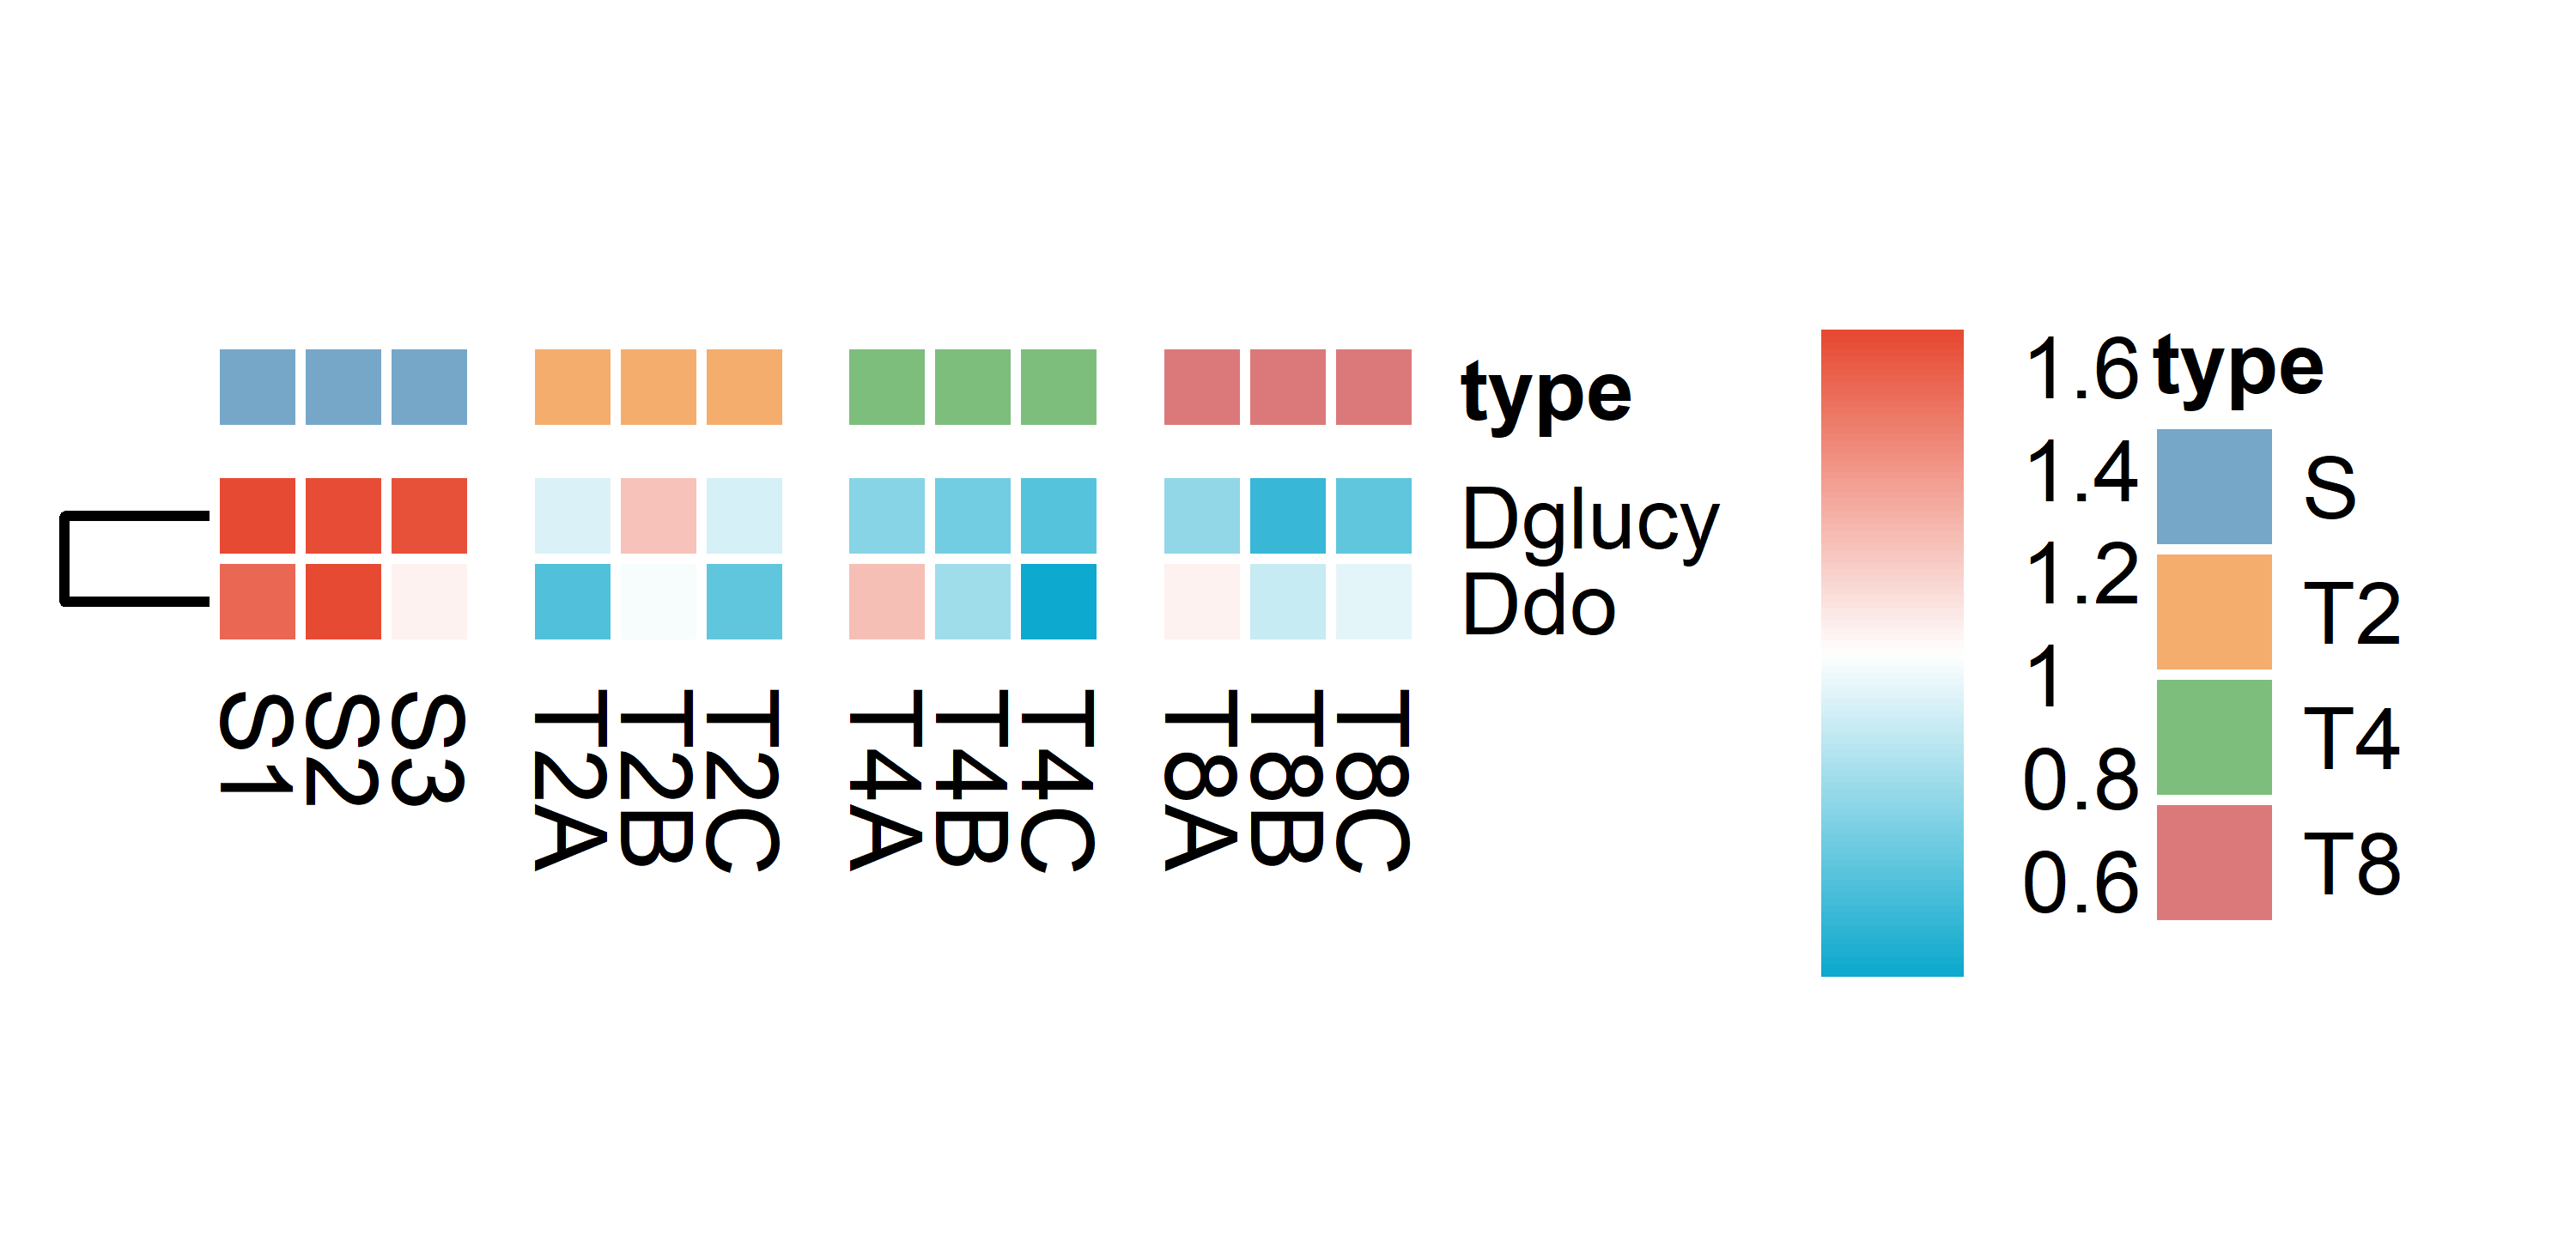 type
Dglucy
Ddo
S1 S2 S3 T2A T2B T2C T4A T4B T4C T8A T8B T8C
1.6
1.4
1.2
1
0.8
0.6
type
S
T2
T4
T8